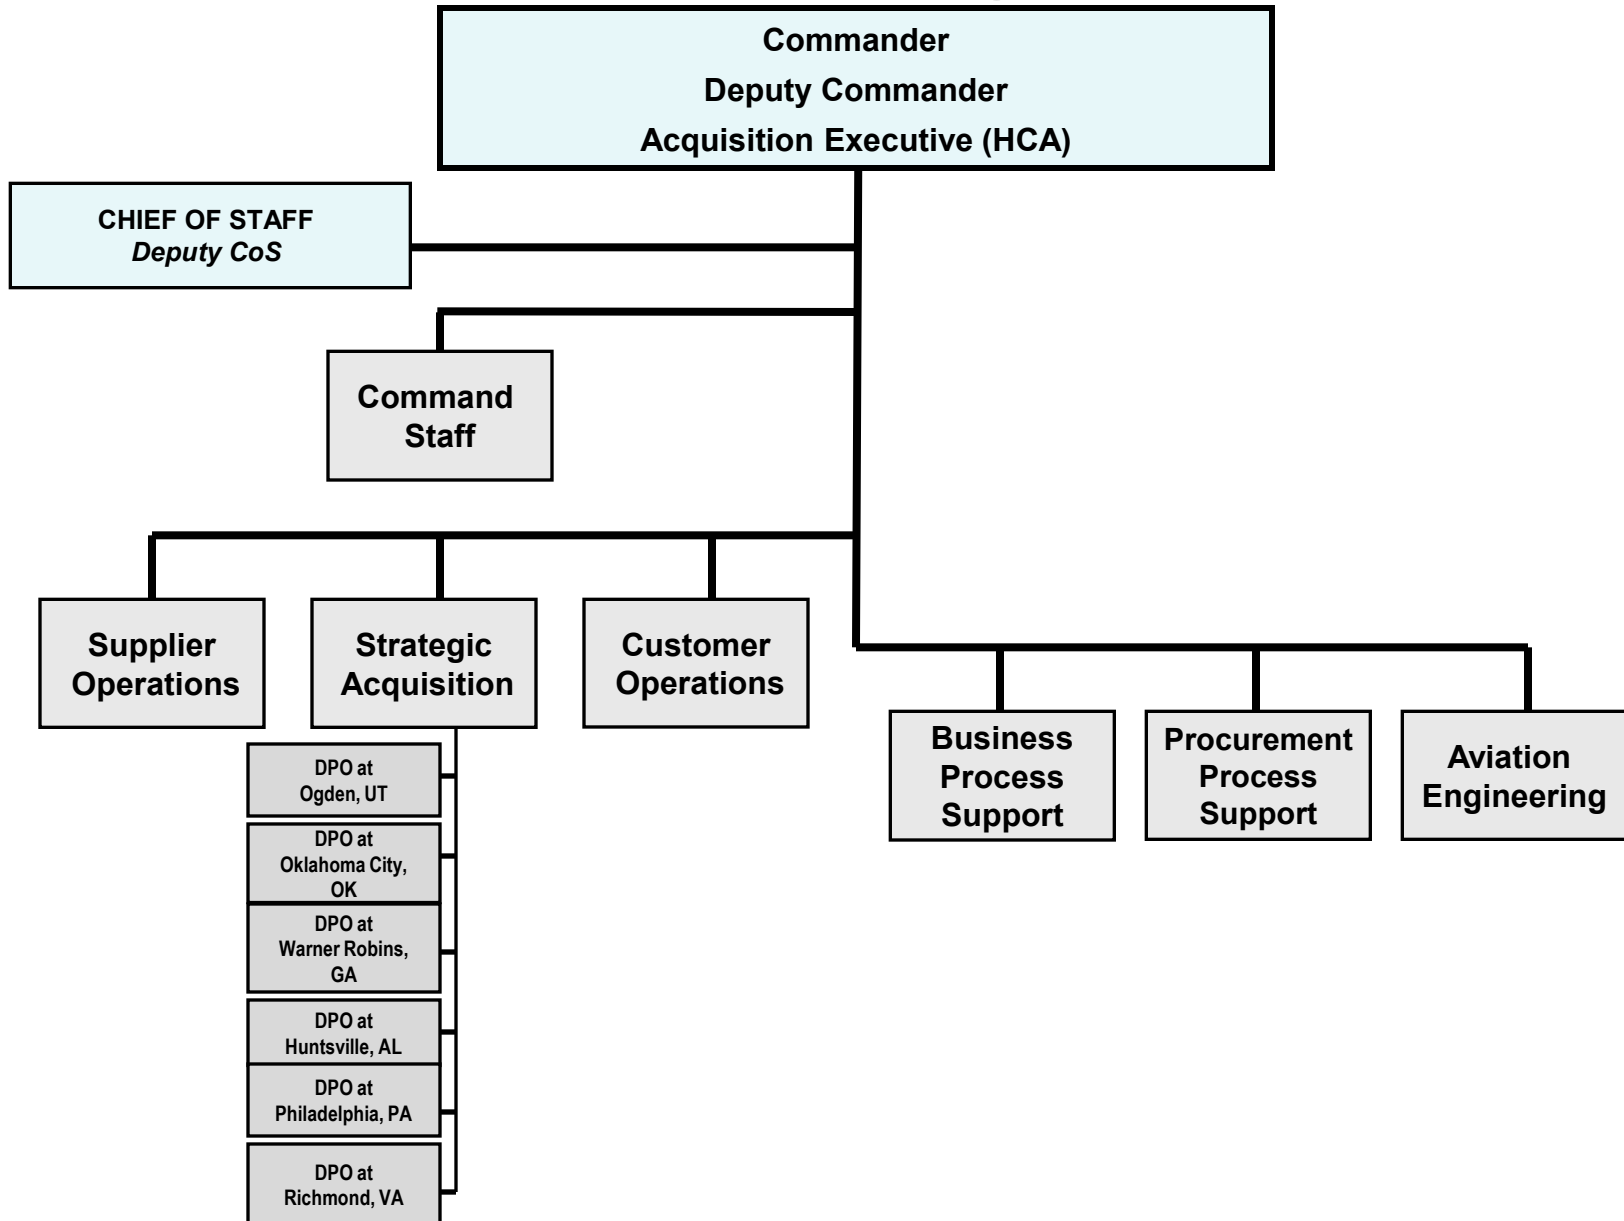 Commander
Deputy Commander
Acquisition Executive (HCA)
CHIEF OF STAFF
Deputy CoS
Command
Staff
Supplier
Operations
Strategic
Acquisition
Customer
Operations
Business
Process
Support
Procurement
Process
Support
Aviation
Engineering
DPO at
Ogden, UT
DPO at
Oklahoma City,
OK
DPO at
Warner Robins,
GA
DPO at
Huntsville, AL
DPO at
Philadelphia, PA
DPO at
Richmond, VA